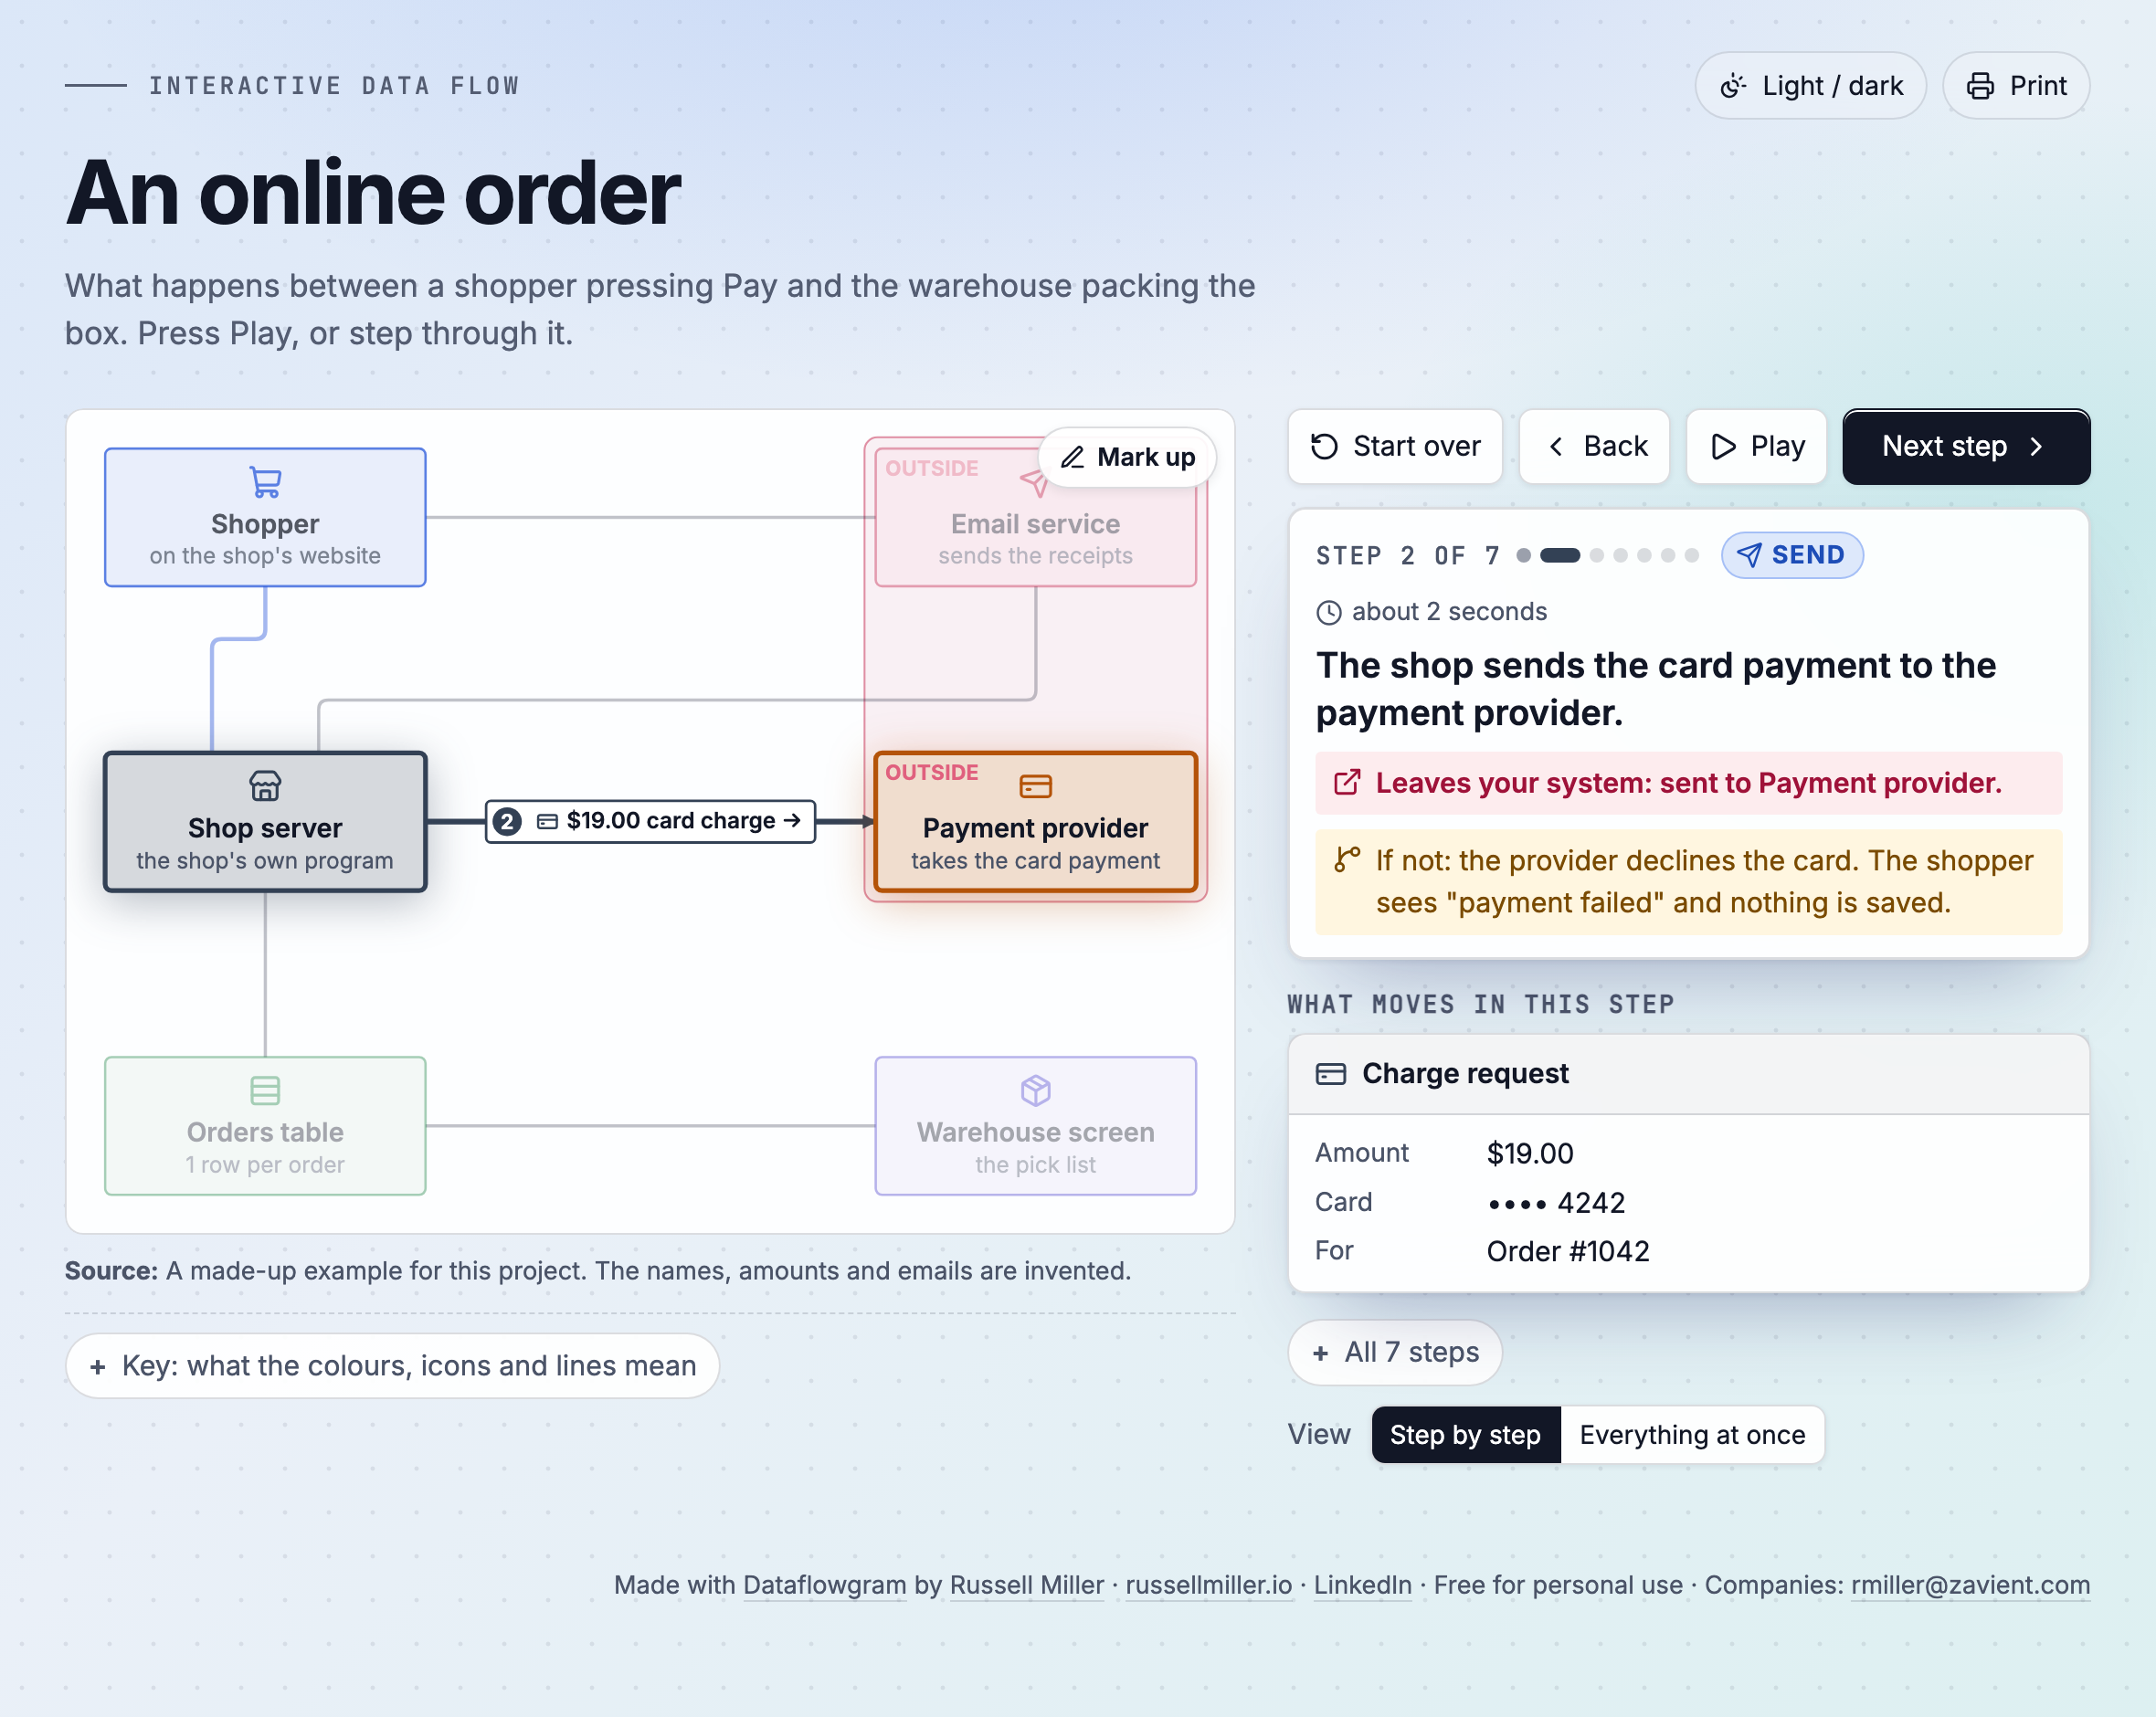 INTERACTIVE DATA FLOW
Light / dark
Print
An online order
What happens between a shopper pressing Pay and the warehouse packing the
box. Press Play, or step through it.
Mark up
Shopper
on the shop's website
OUTSIDE
Email service
sends the receipts
Shop server
the shop's own program
2 $19.00 card charge →
OUTSIDE
Payment provider
takes the card payment
Orders table
1 row per order
Warehouse screen
the pick list
Source: A made-up example for this project. The names, amounts and emails are invented.
+ Key: what the colours, icons and lines mean
Start over
Back
Play
Next step
STEP 2 OF 7
SEND
about 2 seconds
The shop sends the card payment to the
payment provider.
Leaves your system: sent to Payment provider.
If not: the provider declines the card. The shopper
sees "payment failed" and nothing is saved.
WHAT MOVES IN THIS STEP
Charge request
Amount $19.00
Card •••• 4242
For Order #1042
+ All 7 steps
View Step by step Everything at once
Made with Dataflowgram by Russell Miller · russellmiller.io · LinkedIn · Free for personal use · Companies: rmiller@zavient.com